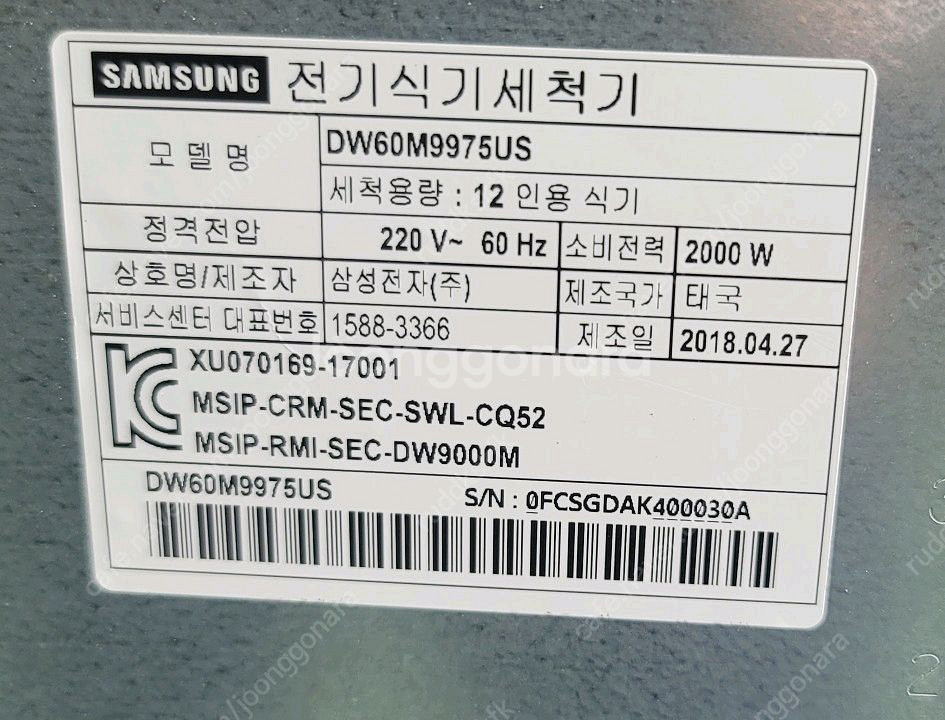 SAMSUNG 전기식기세척기
모델명 DW60M9975US
세척용량 : 12 인용 식기
정격전압 220 V~ 60 Hz 소비전력 2000 W
상호명/제조자 삼성전자(주) 제조국가 태국
서비스센터 대표번호 1588-3366 제조일 2018.04.27
XU070169-17001
MSIP-CRM-SEC-SWL-CQ52
MSIP-RMI-SEC-DW9000M
DW60M9975US S/N : 0FCSGDAK400030A
joonggonara
2